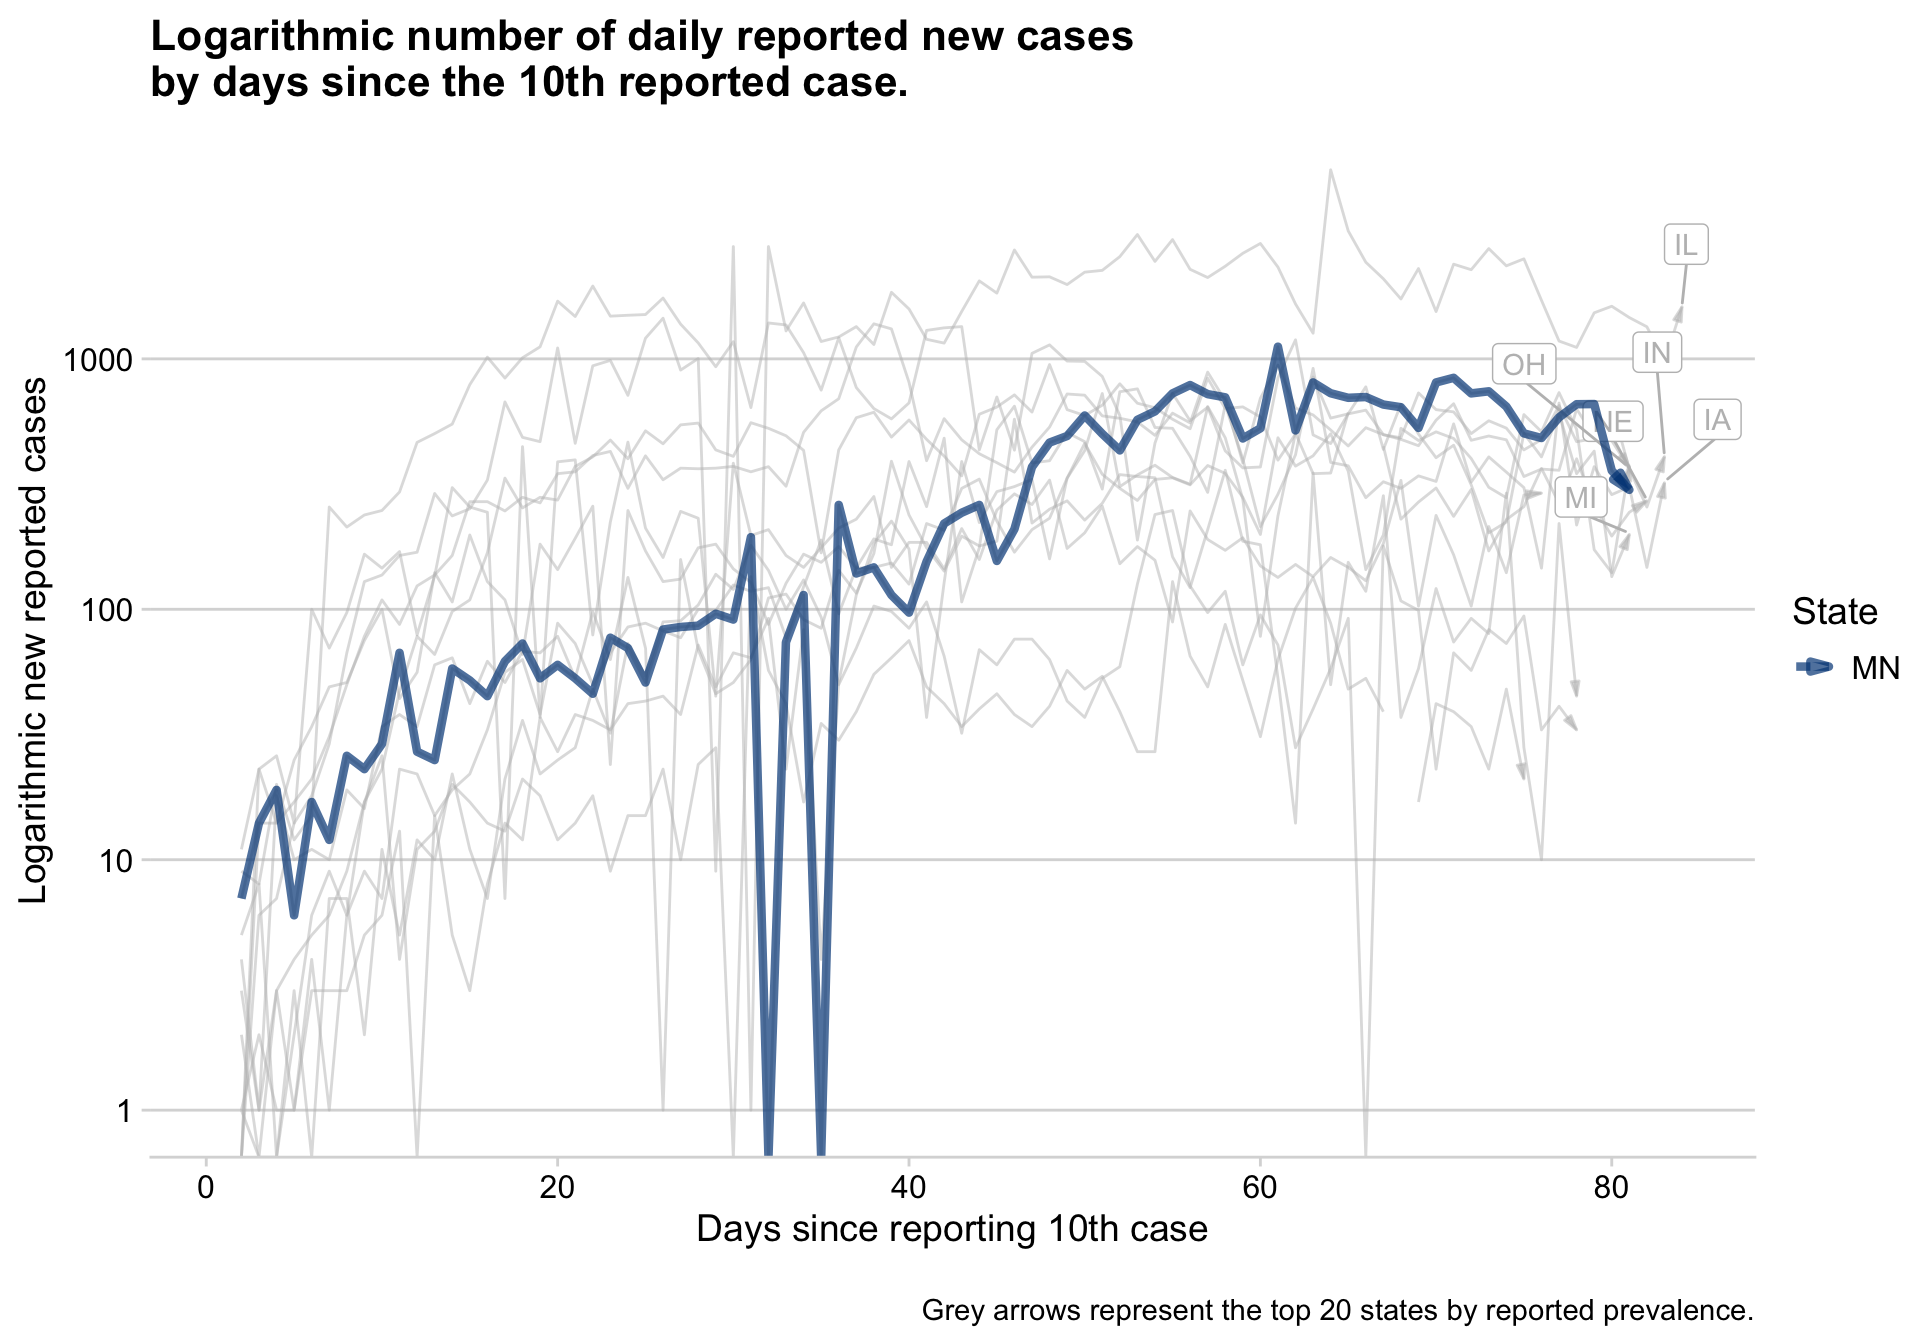 Logarithmic number of daily reported new cases
by days since the 10th reported case.
Logarithmic new reported cases
1000
100
10
1
IL
IN
OH
NE
IA
MI
State
MN
0
20
40
60
80
Days since reporting 10th case
Grey arrows represent the top 20 states by reported prevalence.